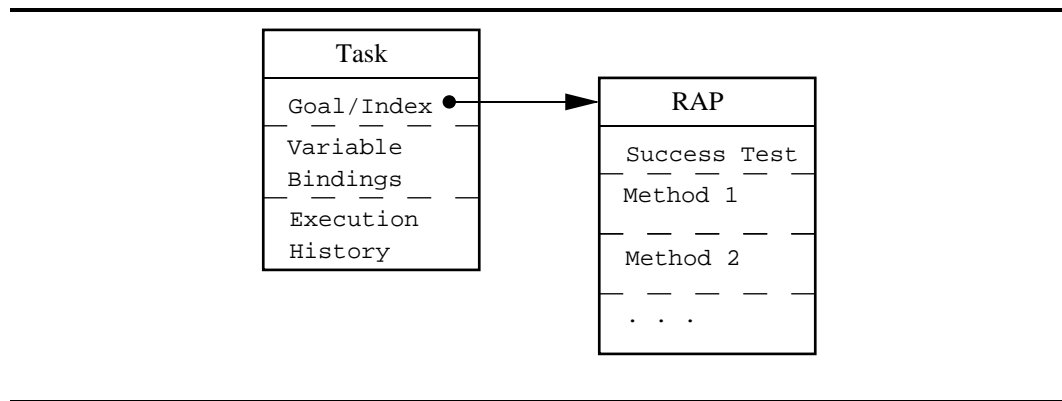 Task
Goal/Index
Variable
Bindings
Execution
History
RAP
Success Test
Method 1
Method 2
. . .